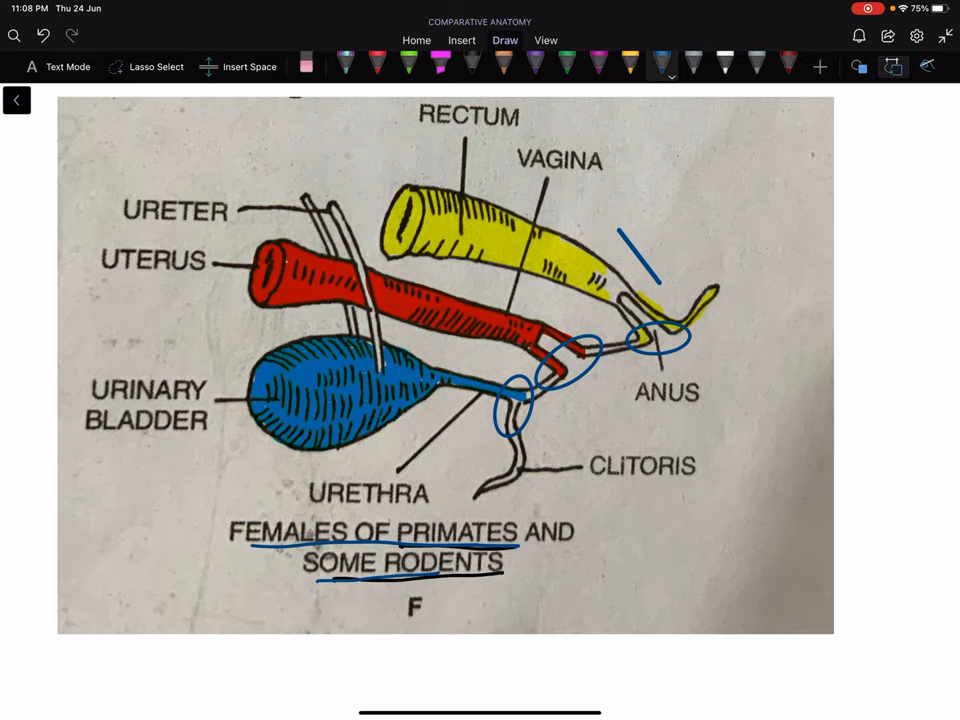 11:08 PM Thu 24 Jun
75%
COMPARATIVE ANATOMY
Home Insert Draw View
Text Mode Lasso Select Insert Space
RECTUM
VAGINA
URETER
UTERUS
URINARY
BLADDER
ANUS
CLITORIS
URETHRA
FEMALES OF PRIMATES AND
SOME RODENTS
F